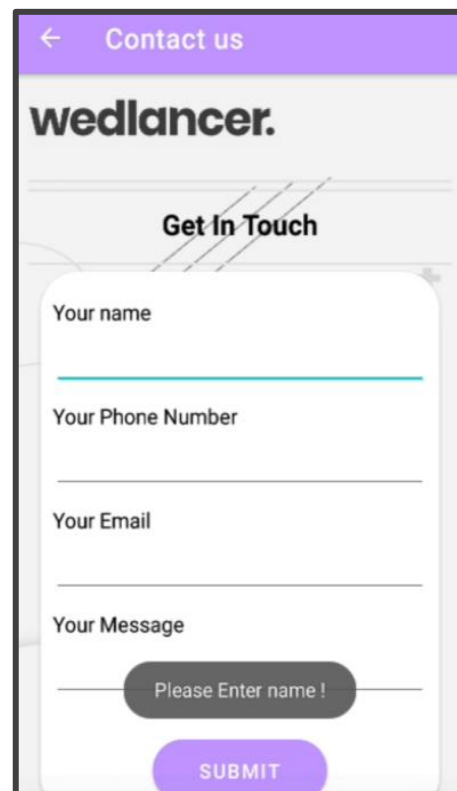 Contact us
wedlancer.
Get In Touch
Your name
Your Phone Number
Your Email
Your Message
Please Enter name !
SUBMIT